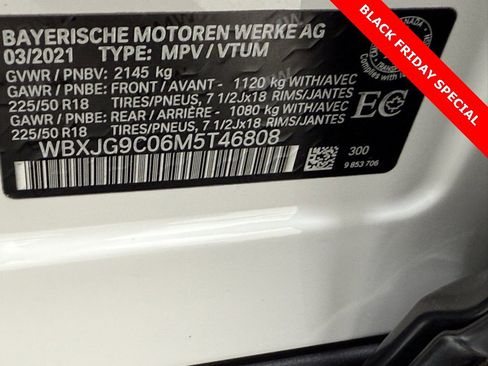 BAYERISCHE MOTOREN WERKE AG
03/2021 TYPE: MPV / VTUM
GVWR / PNBV: 2145 kg
GAWR / PNBE: FRONT / AVANT - 1120 kg WITH/AVEC
225/50 R18 TIRES/PNEUS, 7 1/2Jx18 RIMS/JANTES
GAWR / PNBE: REAR / ARRIÈRE - 1080 kg WITH/AVEC
225/50 R18 TIRES/PNEUS, 7 1/2Jx18 RIMS/JANTES
WBXJG9C06M5T46808
EC
300
9 853 706
CANADA
Complies
BLACK FRIDAY SPECIAL